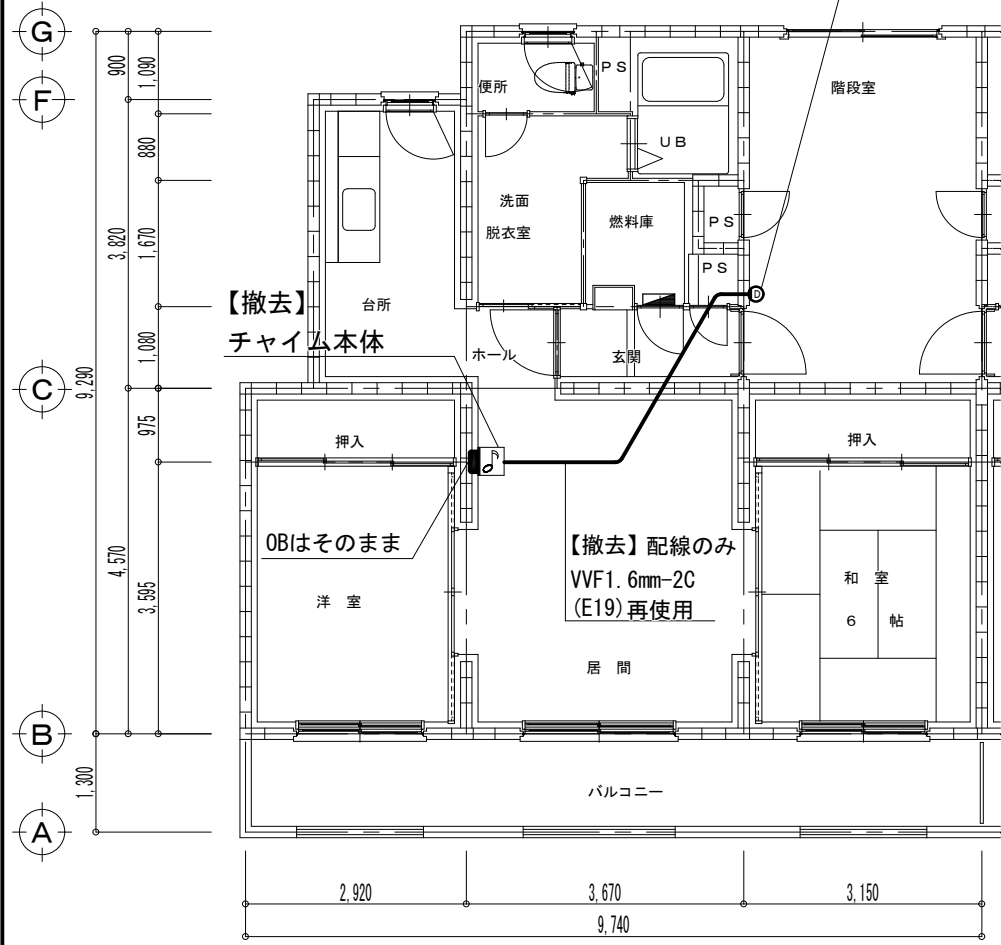 G
F
C
B
A
900
1,090
880
3,820
1,670
1,080
9,290
975
4,570
3,595
1,300
便所
PS
UB
階段室
洗面
脱衣室
燃料庫
PS
PS
D
台所
【撤去】
チャイム本体
ホール
玄関
押入
押入
OBはそのまま
【撤去】配線のみ
VVF1.6mm-2C
(E19)再使用
洋 室
和 室
6 帖
居 間
バルコニー
2,920
3,670
3,150
9,740